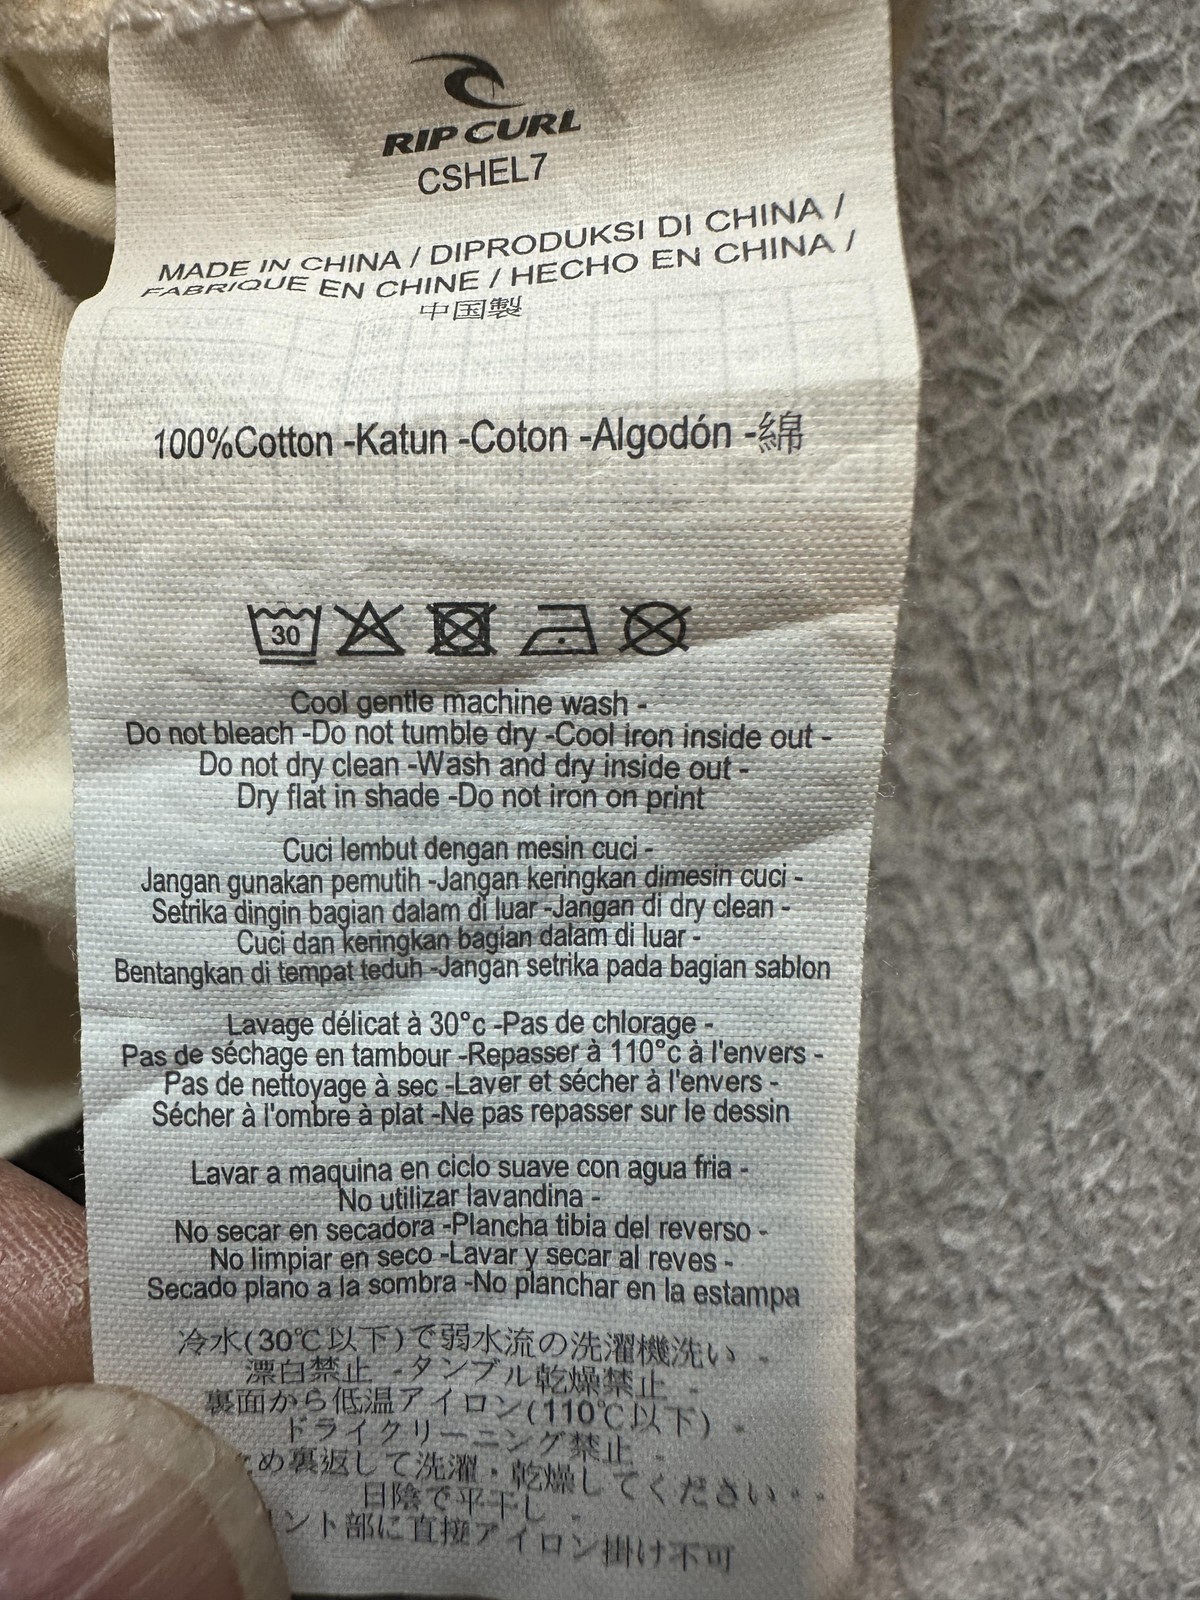 RIP CURL
CSHEL7
MADE IN CHINA / DIPRODUKSI DI CHINA /
FABRIQUE EN CHINE / HECHO EN CHINA /
中国製
100%Cotton -Katun -Coton -Algodón -綿
30
Cool gentle machine wash -
Do not bleach -Do not tumble dry -Cool iron inside out -
Do not dry clean -Wash and dry inside out -
Dry flat in shade -Do not iron on print
Cuci lembut dengan mesin cuci -
Jangan gunakan pemutih -Jangan keringkan dimesin cuci -
Setrika dingin bagian dalam di luar -Jangan di dry clean -
Cuci dan keringkan bagian dalam di luar -
Bentangkan di tempat teduh -Jangan setrika pada bagian sablon
Lavage délicat à 30°c -Pas de chlorage -
Pas de séchage en tambour -Repasser à 110°c à l'envers -
Pas de nettoyage à sec -Laver et sécher à l'envers -
Sécher à l'ombre à plat -Ne pas repasser sur le dessin
Lavar a maquina en ciclo suave con agua fria -
No utilizar lavandina -
No secar en secadora -Plancha tibia del reverso -
No limpiar en seco -Lavar y secar al reves -
Secado plano a la sombra -No planchar en la estampa
冷水(30℃以下)で弱水流の洗濯機洗い -
漂白禁止 -タンブル乾燥禁止 -
裏面から低温アイロン(110℃以下) -
ドライクリーニング禁止 -
め裏返して洗濯・乾燥してください -
日陰で平干し -
ント部に直接アイロン掛け不可